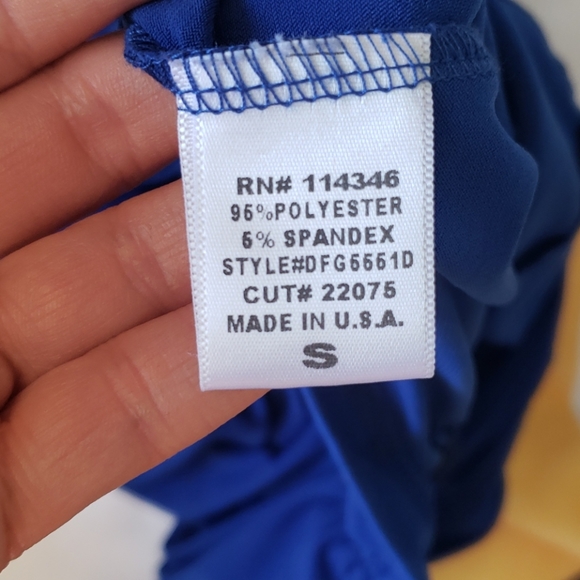 RN# 114346
95%POLYESTER
5% SPANDEX
STYLE#DFG5551D
CUT# 22075
MADE IN U.S.A.
S